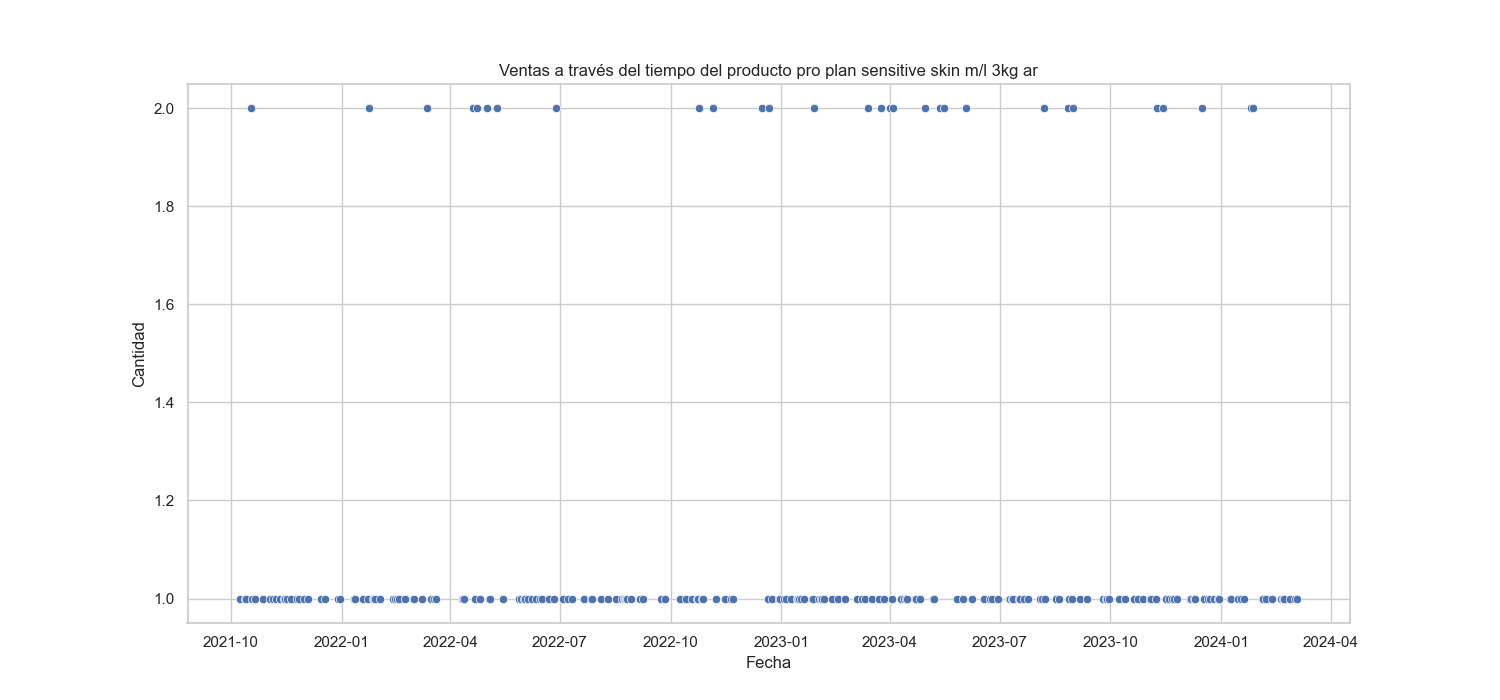 Ventas a través del tiempo del producto pro plan sensitive skin m/l 3kg ar
2.0
1.8
1.6
1.4
1.2
1.0
Cantidad
2021-10 2022-01 2022-04 2022-07 2022-10 2023-01 2023-04 2023-07 2023-10 2024-01 2024-04
Fecha